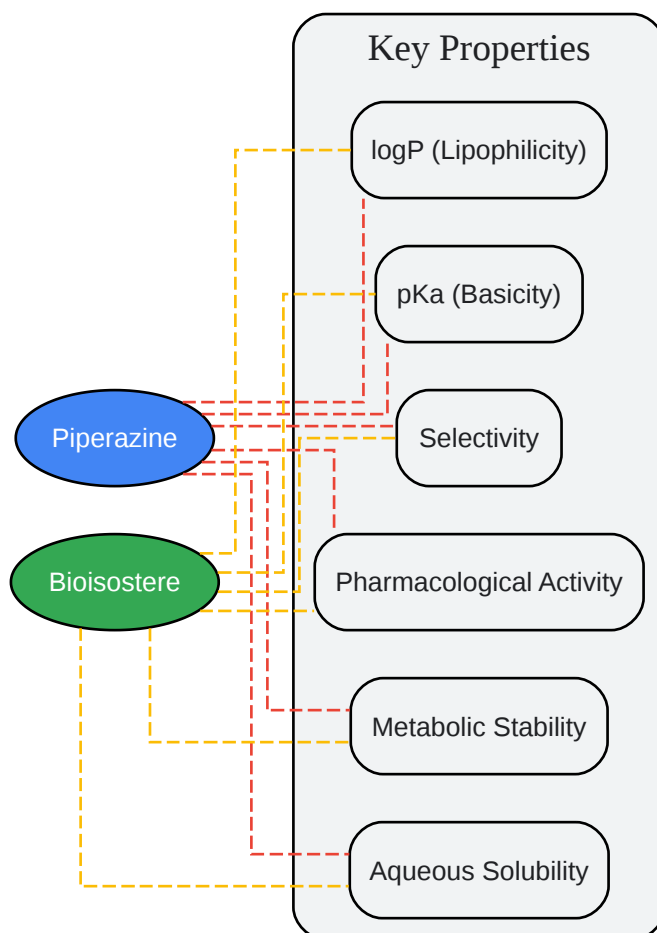 Key Properties
logP (Lipophilicity)
pKa (Basicity)
Piperazine
Selectivity
Bioisostere
Pharmacological Activity
Metabolic Stability
Aqueous Solubility